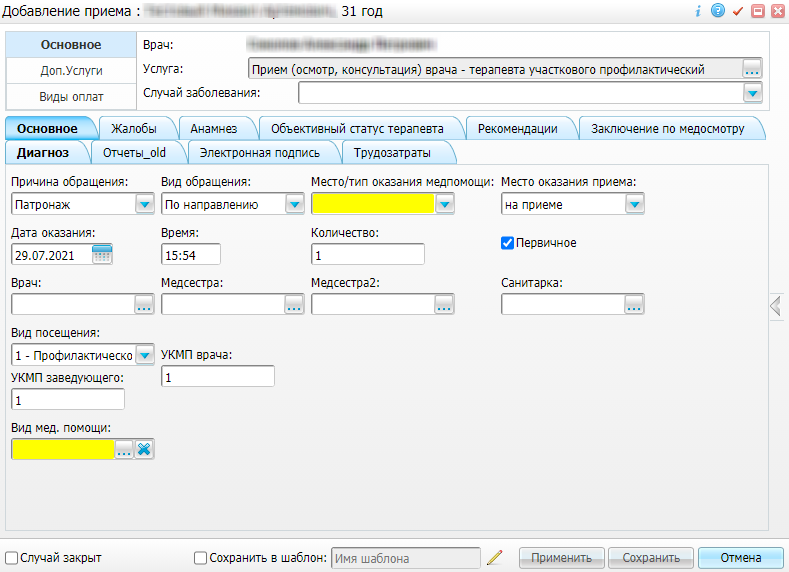 Добавление приема :
, 31 год
Основное
Доп.Услуги
Виды оплат
Врач:
Услуга: Прием (осмотр, консультация) врача - терапевта участкового профилактический ...
Случай заболевания:
Основное Жалобы Анамнез Объективный статус терапевта Рекомендации Заключение по медосмотру
Диагноз Отчеты_old Электронная подпись Трудозатраты
Причина обращения: Вид обращения: Место/тип оказания медпомощи: Место оказания приема:
Патронаж По направлению на приеме
Дата оказания: Время: Количество:
29.07.2021 15:54 1 Первичное
Врач: Медсестра: Медсестра2: Санитарка:
... ... ... ...
Вид посещения:
1 - Профилактическо УКМП врача:
УКМП заведующего: 1
1
Вид мед. помощи:
...
Случай закрыт Сохранить в шаблон: Имя шаблона Применить Сохранить Отмена